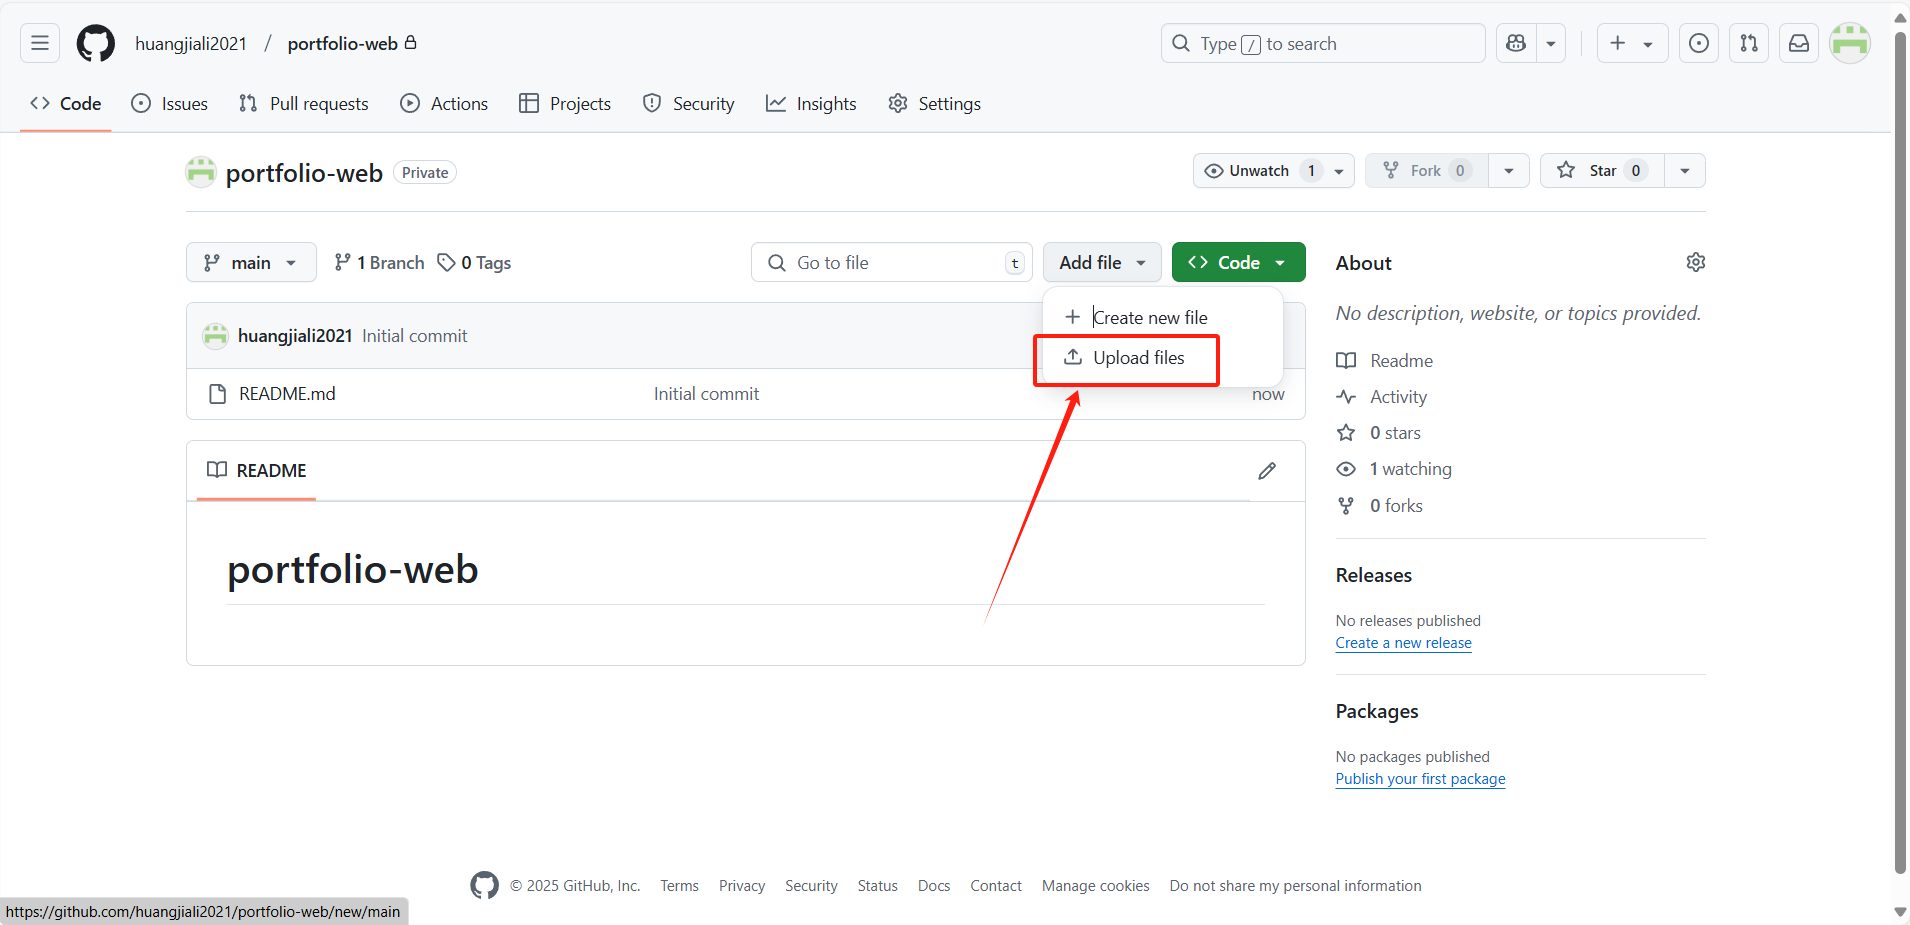 huangjiali2021 / portfolio-web
Type / to search
Code Issues Pull requests Actions Projects Security Insights Settings
portfolio-web Private
Unwatch 1 Fork 0 Star 0
main 1 Branch 0 Tags
Go to file t
Add file
Code
Create new file
Upload files
huangjiali2021 Initial commit
README.md Initial commit now
README
portfolio-web
About
No description, website, or topics provided.
Readme
Activity
0 stars
1 watching
0 forks
Releases
No releases published
Create a new release
Packages
No packages published
Publish your first package
© 2025 GitHub, Inc. Terms Privacy Security Status Docs Contact Manage cookies Do not share my personal information
https://github.com/huangjiali2021/portfolio-web/new/main